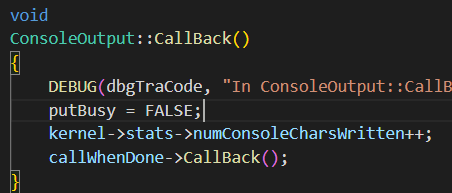 void
ConsoleOutput::CallBack()
{
DEBUG(dbgTraCode, "In ConsoleOutput::CallB
putBusy = FALSE;
kernel->stats->numConsoleCharsWritten++;
callWhenDone->CallBack();
}